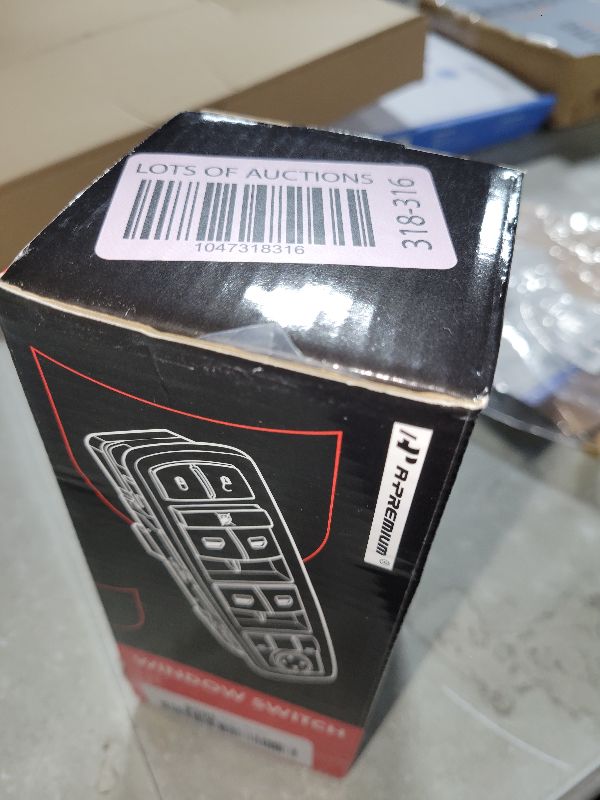 LOTS OF AUCTIONS
1047318316
318-316
A-PREMIUM®
WINDOW SWITCH